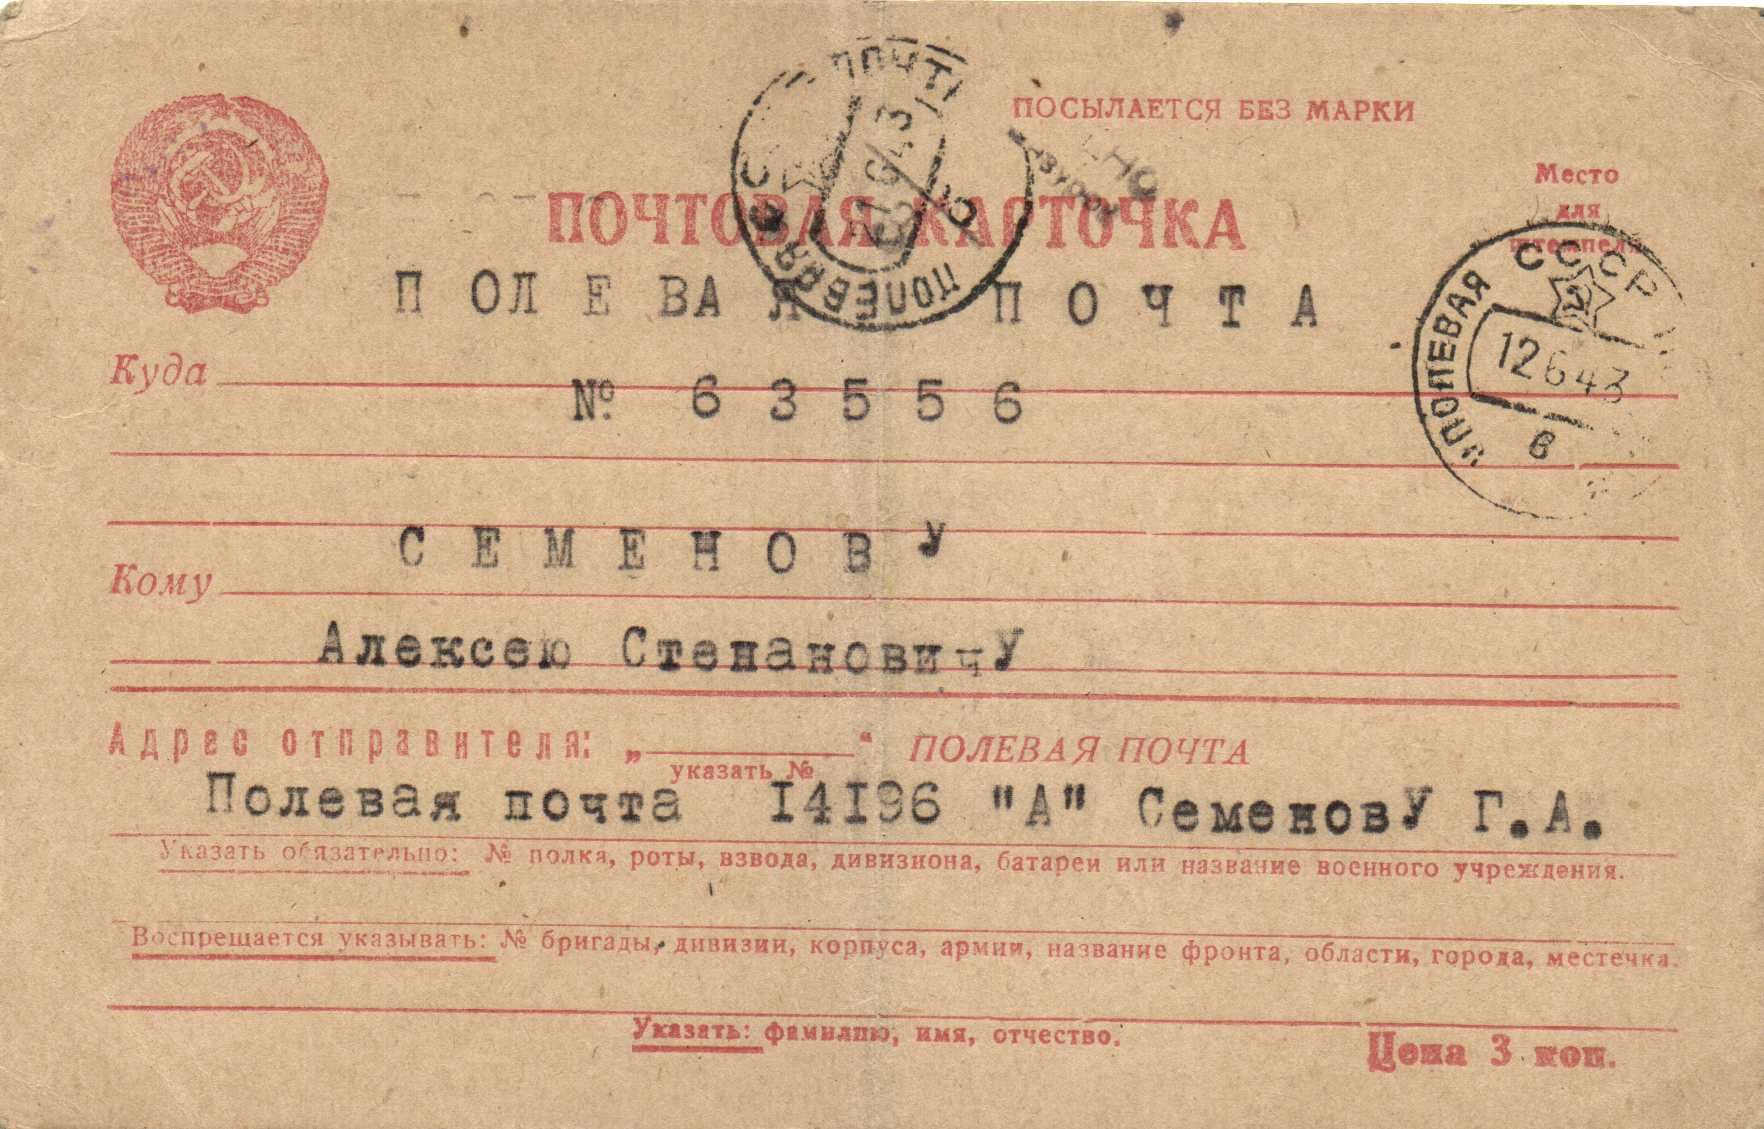 ПОСЫЛАЕТСЯ БЕЗ МАРКИ
Место
для
штемпеля
ПОЧТОВАЯ КАРТОЧКА
ПОЛЕВАЯ ПОЧТА
СССР
ПОЛЕВАЯ
12 6 43
в
ПОЛЕВАЯ ПОЧТА
Куда
№ 63556
СЕМЕНОВУ
Кому
Алексею СтепановичУ
Адрес отправителя: „ “ ПОЛЕВАЯ ПОЧТА
указать №
Полевая почта 14196 "А" СеменовУ Г.А.
Указать обязательно: № полка, роты, взвода, дивизиона, батареи или название военного учреждения.
Воспрещается указывать: № бригады, дивизии, корпуса, армии, название фронта, области, города, местечка.
Указать: фамилию, имя, отчество.
Цена 3 коп.